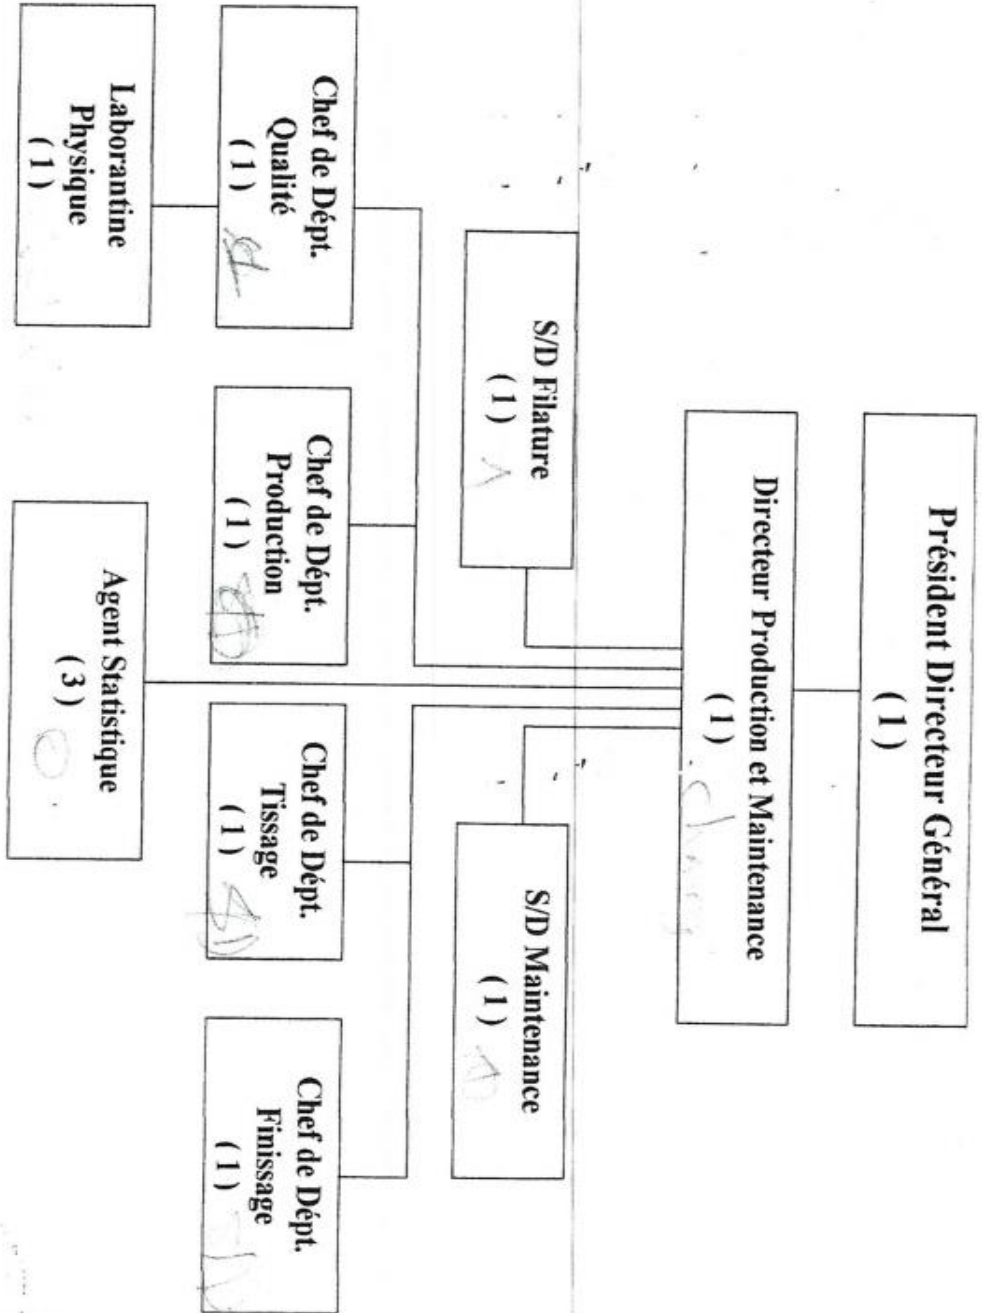 Président Directeur Général
( 1 )
Directeur Production et Maintenance
( 1 )
S/D Filature
( 1 )
S/D Maintenance
( 1 )
Chef de Dépt.
Qualité
( 1 )
Chef de Dépt.
Production
( 1 )
Chef de Dépt.
Tissage
( 1 )
Chef de Dépt.
Finissage
( 1 )
Laborantine
Physique
( 1 )
Agent Statistique
( 3 )